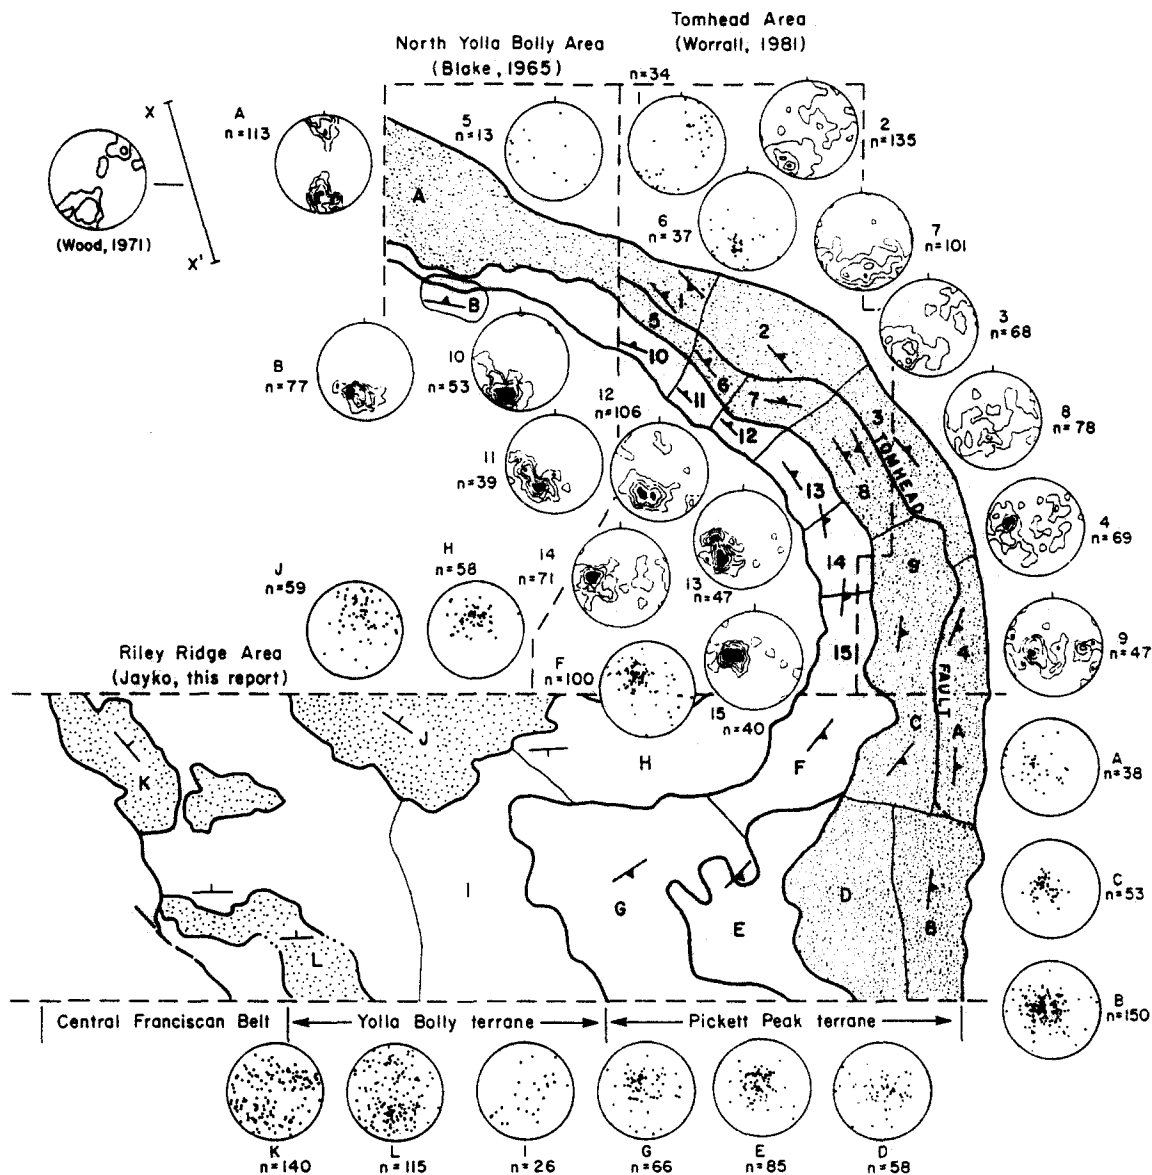 Tomhead Area
(Worrall, 1981)
North Yolla Bolly Area
(Blake, 1965)
n=34
A
n=113
5
n=13
2
n=135
X
X'
(Wood, 1971)
6
n=37
7
n=101
3
n=68
8
n=78
4
n=69
9
n=47
B
n=77
10
n=53
12
n=106
11
n=39
14
n=71
13
n=47
H
n=58
J
n=59
F
n=100
15
n=40
A
B
1
2
5
6
7
10
11
12
13
3
8
14
9
15
4
TOMHEAD
FAULT
Riley Ridge Area
(Jayko, this report)
A
n=38
C
n=53
B
n=150
K
J
H
F
C
A
I
G
E
D
B
L
Central Franciscan Belt
Yolla Bolly terrane
Pickett Peak terrane
K
n=140
L
n=115
I
n=26
G
n=66
E
n=85
D
n=58